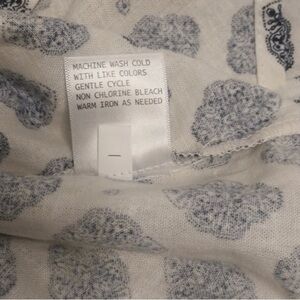 MACHINE WASH COLD
WITH LIKE COLORS
GENTLE CYCLE
NON CHLORINE BLEACH
WARM IRON AS NEEDED